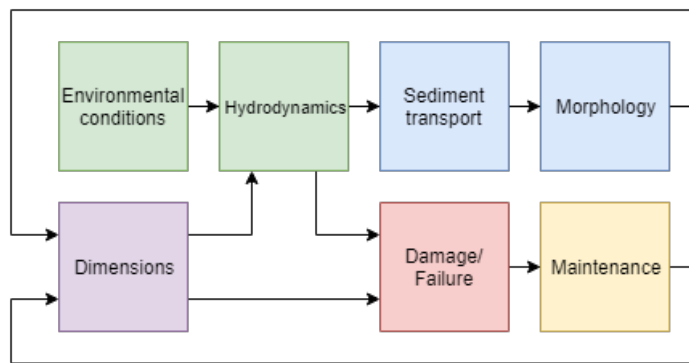 Environmental
conditions
Hydrodynamics
Sediment
transport
Morphology
Dimensions
Damage/
Failure
Maintenance